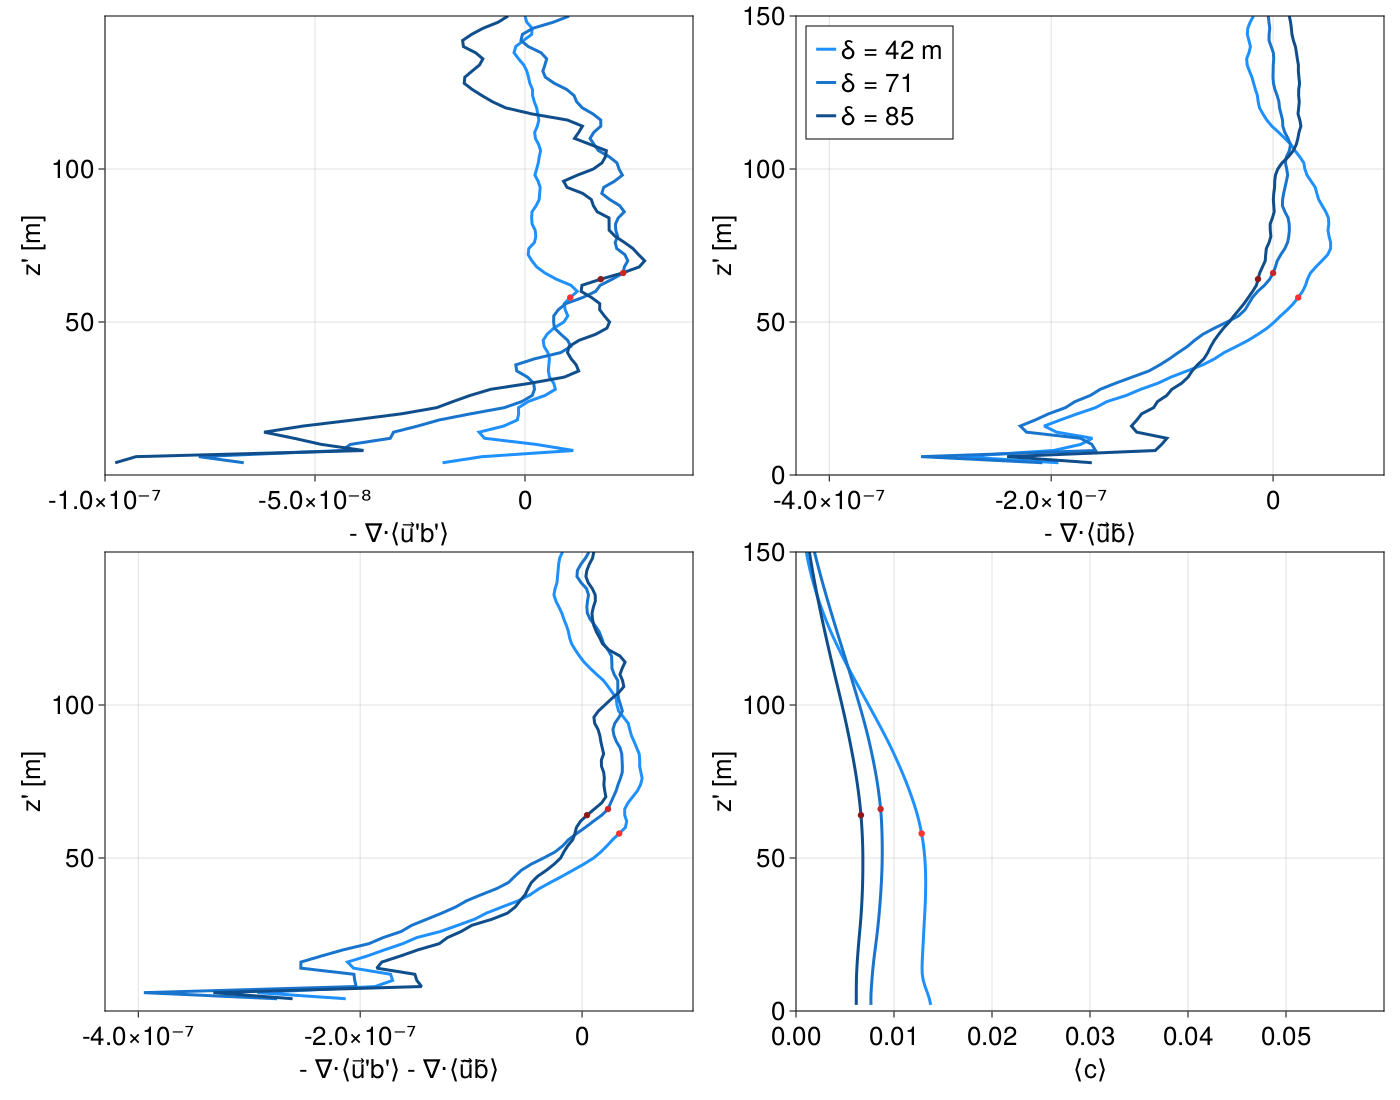 z' [m]
100
50
-1.0×10⁻⁷
-5.0×10⁻⁸
0
- ∇·⟨u⃗'b'⟩
z' [m]
150
100
50
0
δ = 42 m
δ = 71
δ = 85
-4.0×10⁻⁷
-2.0×10⁻⁷
0
- ∇·⟨u⃗̄b̄⟩
z' [m]
100
50
-4.0×10⁻⁷
-2.0×10⁻⁷
0
- ∇·⟨u⃗'b'⟩ - ∇·⟨u⃗̄b̄⟩
z' [m]
150
100
50
0
0.00
0.01
0.02
0.03
0.04
0.05
⟨c⟩